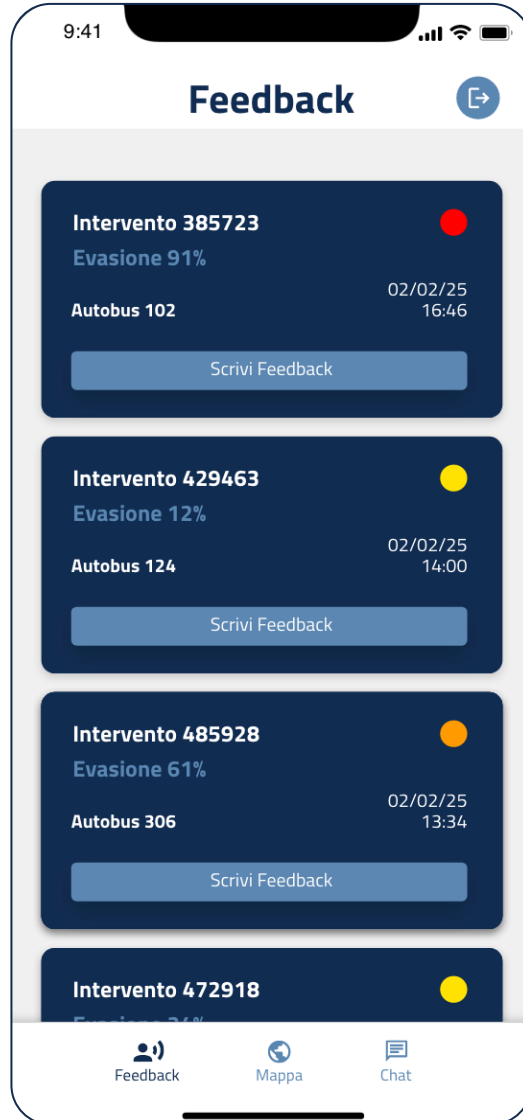 9:41
Feedback
Intervento 385723
Evasione 91%
Autobus 102
02/02/25
16:46
Scrivi Feedback
Intervento 429463
Evasione 12%
Autobus 124
02/02/25
14:00
Scrivi Feedback
Intervento 485928
Evasione 61%
Autobus 306
02/02/25
13:34
Scrivi Feedback
Intervento 472918
Evasione
Feedback
Mappa
Chat